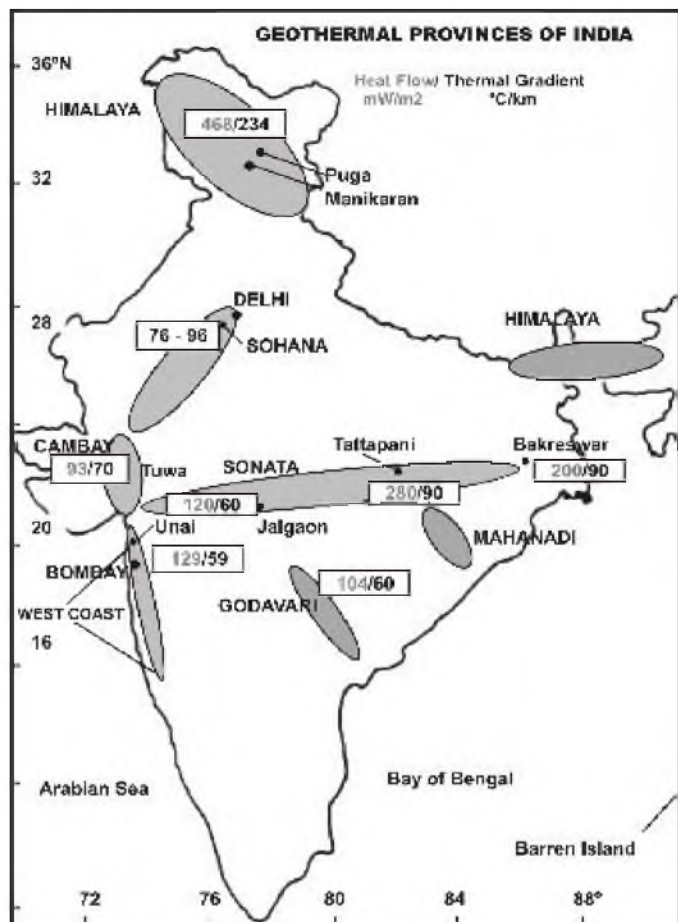 GEOTHERMAL PROVINCES OF INDIA
36°N
Heat Flow/ Thermal Gradient
mW/m2 °C/km
HIMALAYA
468/234
Puga
32
Manikaran
DELHI
28
HIMALAYA
76 - 96
SOHANA
Tattapani
Bakreswar
CAMBAY
93/70
Tuwa
SONATA
200/90
120/60
280/90
20
Unai
Jalgaon
MAHANADI
129/59
BOMBAY
104/60
GODAVARI
WEST COAST
16
Arabian Sea
Bay of Bengal
Barren Island
72 76 80 84 88°